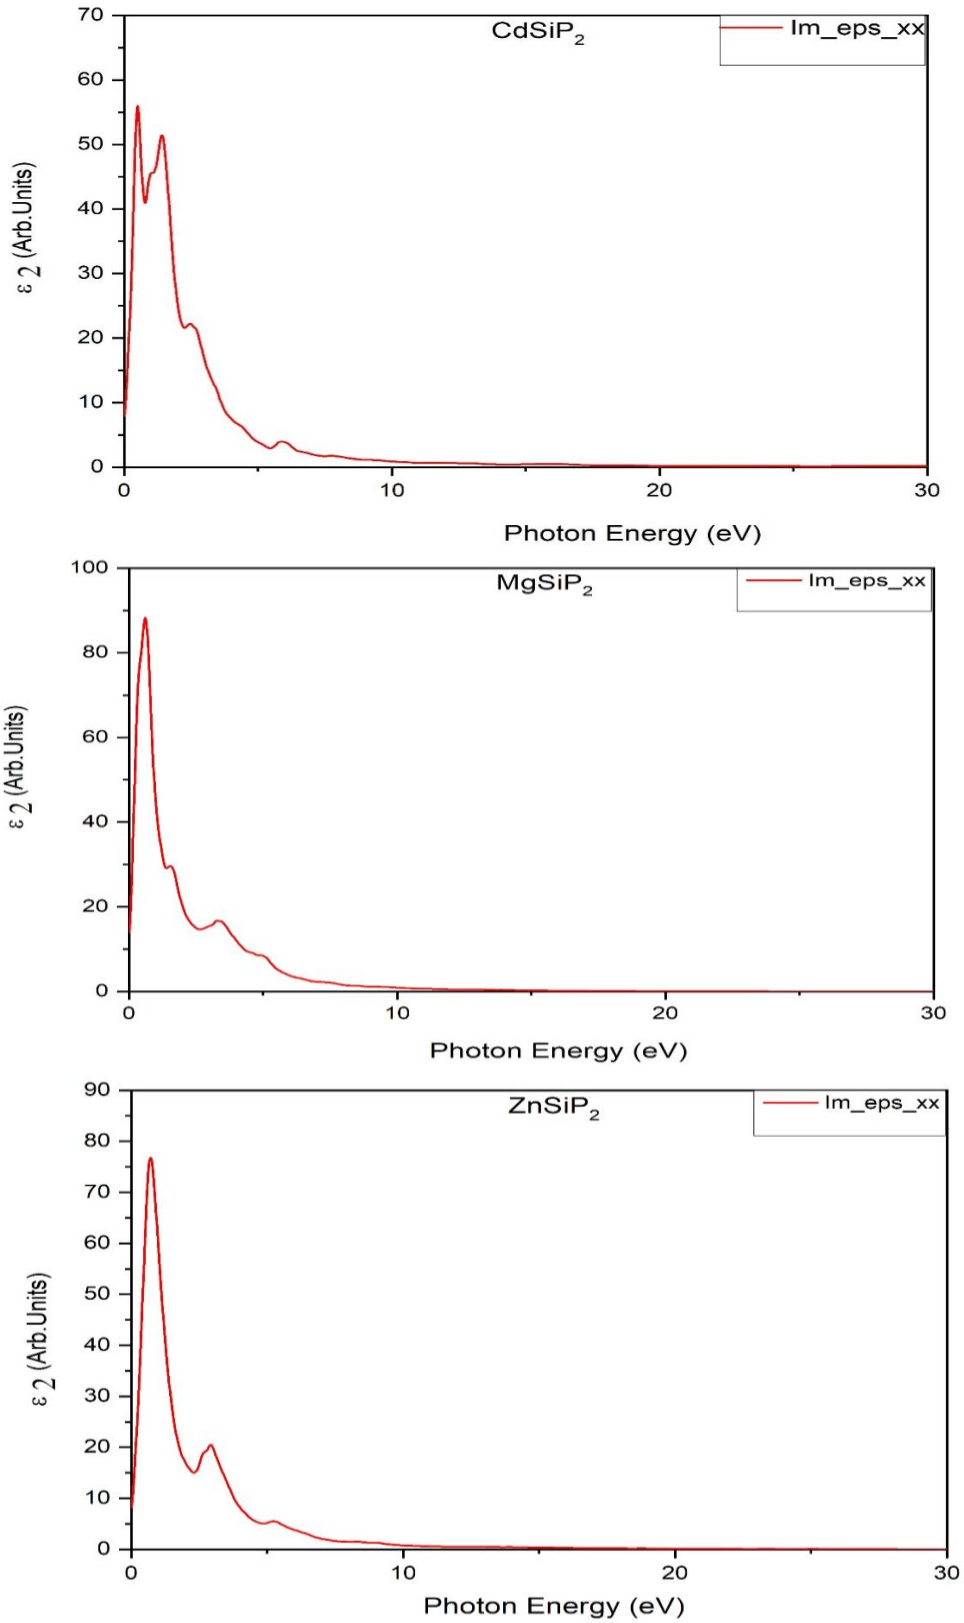 CdSiP₂
Im_eps_xx
70
60
50
40
30
20
10
0
ε 2 (Arb.Units)
0 10 20 30
Photon Energy (eV)
MgSiP₂
Im_eps_xx
100
80
60
40
20
0
ε 2 (Arb.Units)
0 10 20 30
Photon Energy (eV)
ZnSiP₂
Im_eps_xx
90
80
70
60
50
40
30
20
10
0
ε 2 (Arb.Units)
0 10 20 30
Photon Energy (eV)